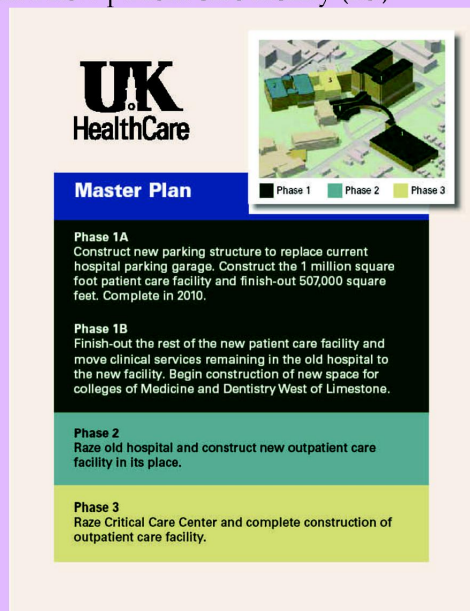 UK
HealthCare
3
Phase 1
Phase 2
Phase 3
Master Plan
Phase 1A
Construct new parking structure to replace current
hospital parking garage. Construct the 1 million square
foot patient care facility and finish-out 507,000 square
feet. Complete in 2010.
Phase 1B
Finish-out the rest of the new patient care facility and
move clinical services remaining in the old hospital to
the new facility. Begin construction of new space for
colleges of Medicine and Dentistry West of Limestone.
Phase 2
Raze old hospital and construct new outpatient care
facility in its place.
Phase 3
Raze Critical Care Center and complete construction of
outpatient care facility.